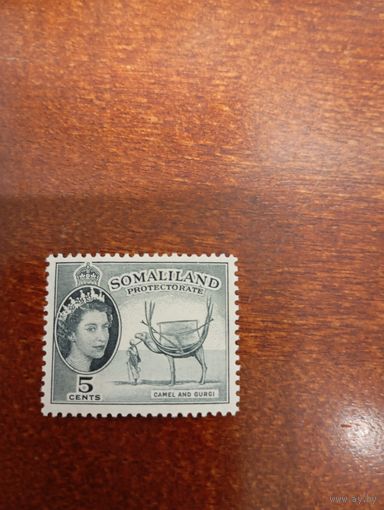 SOMALILAND
PROTECTORATE
5
CENTS
CAMEL AND GURGI
www.ay.by